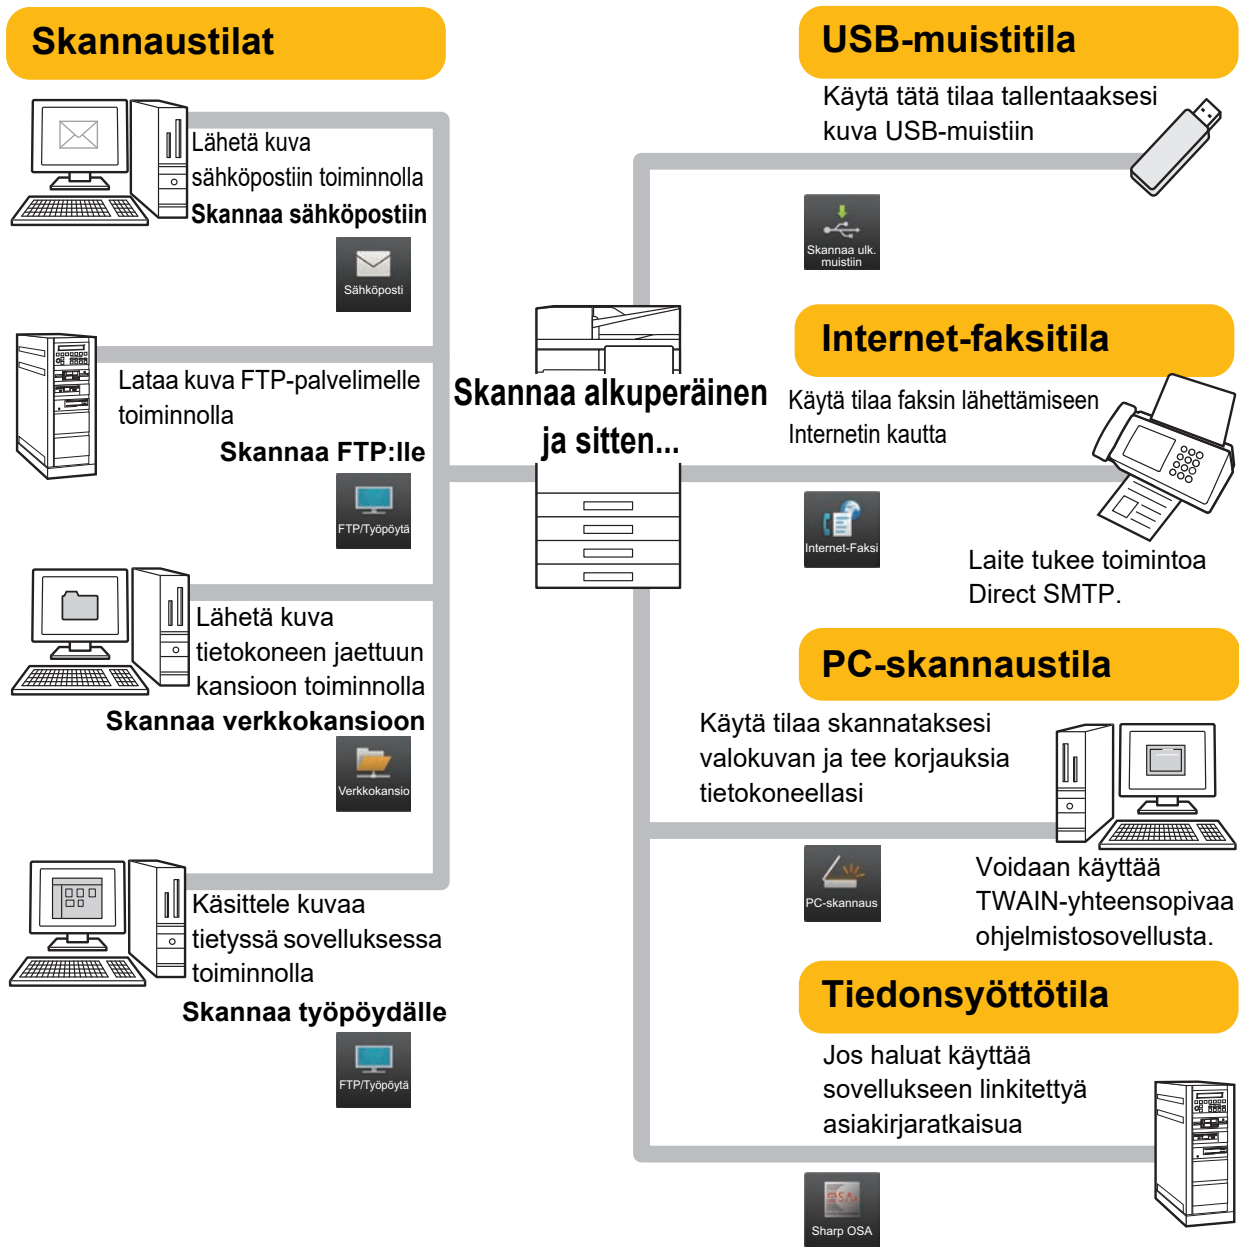 Skannaustilat
Lähetä kuva
sähköpostiin toiminnolla
Skannaa sähköpostiin
Sähköposti
Lataa kuva FTP-palvelimelle
toiminnolla
Skannaa FTP:lle
FTP/Työpöytä
Lähetä kuva
tietokoneen jaettuun
kansioon toiminnolla
Skannaa verkkokansioon
Verkkokansio
Käsittele kuvaa
tietyssä sovelluksessa
toiminnolla
Skannaa työpöydälle
FTP/Työpöytä
Skannaa alkuperäinen
ja sitten...
USB-muistitila
Käytä tätä tilaa tallentaaksesi
kuva USB-muistiin
Skannaa ulk.
muistiin
Internet-faksitila
Käytä tilaa faksin lähettämiseen
Internetin kautta
Internet-Faksi
Laite tukee toimintoa
Direct SMTP.
PC-skannaustila
Käytä tilaa skannataksesi
valokuvan ja tee korjauksia
tietokoneellasi
PC-skannaus
Voidaan käyttää
TWAIN-yhteensopivaa
ohjelmistosovellusta.
Tiedonsyöttötila
Jos haluat käyttää
sovellukseen linkitettyä
asiakirjaratkaisua
OSA
Sharp OSA